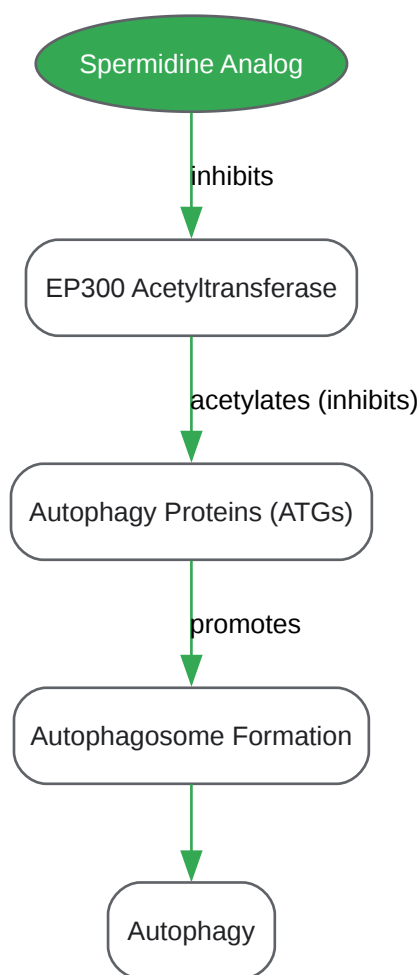 Spermidine Analog
inhibits
EP300 Acetyltransferase
acetylates (inhibits)
Autophagy Proteins (ATGs)
promotes
Autophagosome Formation
Autophagy